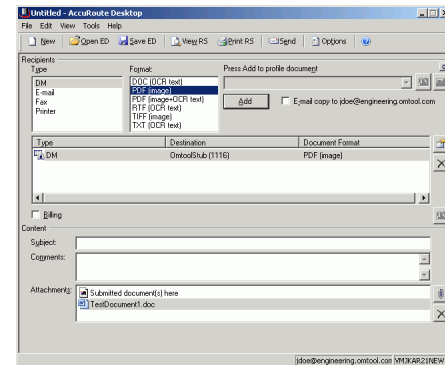 Untitled - AccuRoute Desktop
File Edit View Tools Help
New Open ED Save ED View RS Print RS Send Options
Recipients
Type Format Press Add to profile document
DM
E-mail
Fax
Printer
DOC (OCR text)
PDF (image)
PDF (image+OCR text)
RTF (OCR text)
TIFF (image)
TXT (OCR text)
Add E-mail copy to jdoe@engineering.omtool.com
Type Destination Document Format
DM OmtoolStub (1116) PDF (image)
Billing
Content
Subject:
Comments:
Attachments:
Submitted document(s) here
TestDocument1.doc
jdoe@engineering.omtool.com VMJKAR21NEW